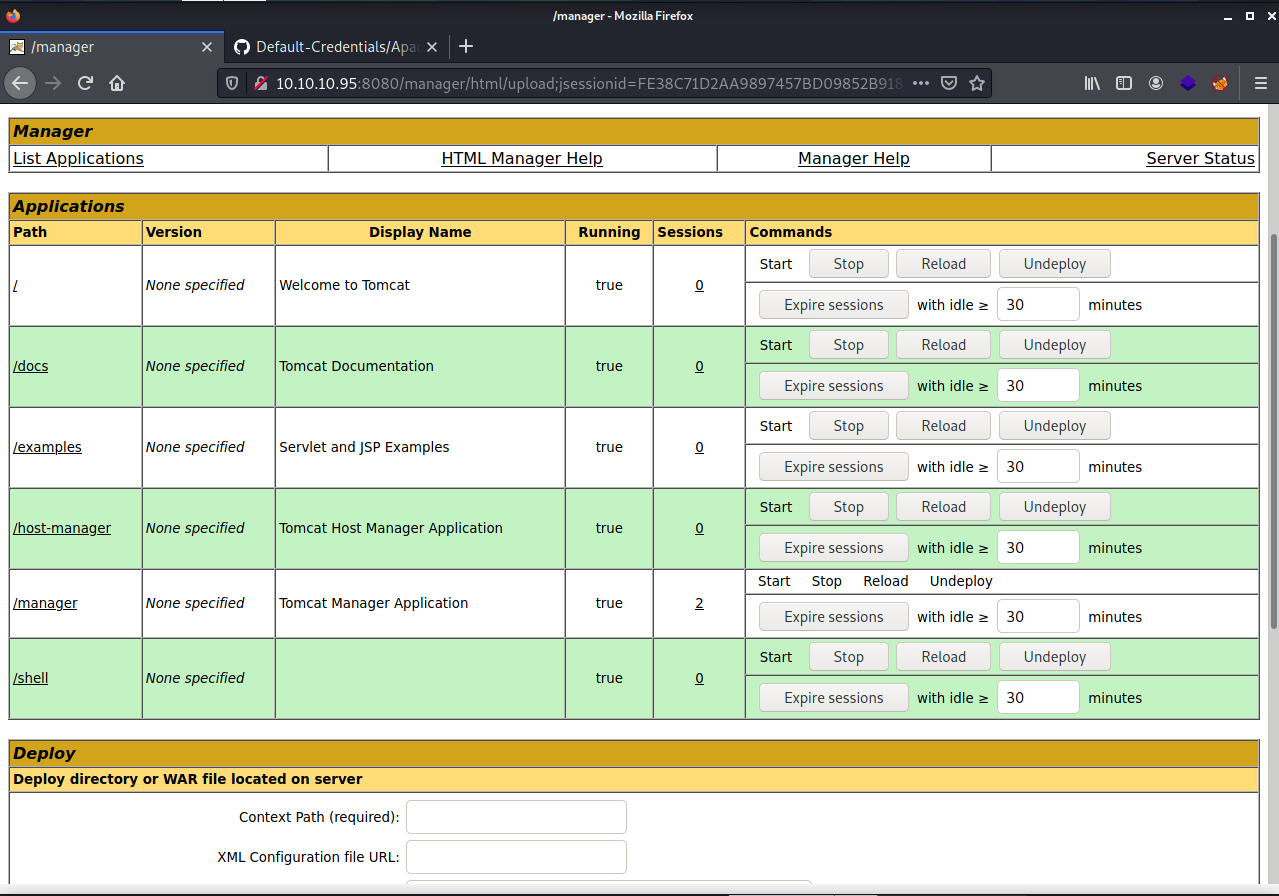 /manager - Mozilla Firefox
/manager
Default-Credentials/Apa
10.10.10.95:8080/manager/html/upload;jsessionid=FE38C71D2AA9897457BD09852B918
Manager
List Applications HTML Manager Help Manager Help Server Status
Applications
Path Version Display Name Running Sessions Commands
/ None specified Welcome to Tomcat true 0 Start Stop Reload Undeploy
Expire sessions with idle ≥ 30 minutes
/docs None specified Tomcat Documentation true 0 Start Stop Reload Undeploy
Expire sessions with idle ≥ 30 minutes
/examples None specified Servlet and JSP Examples true 0 Start Stop Reload Undeploy
Expire sessions with idle ≥ 30 minutes
/host-manager None specified Tomcat Host Manager Application true 0 Start Stop Reload Undeploy
Expire sessions with idle ≥ 30 minutes
/manager None specified Tomcat Manager Application true 2 Start Stop Reload Undeploy
Expire sessions with idle ≥ 30 minutes
/shell None specified true 0 Start Stop Reload Undeploy
Expire sessions with idle ≥ 30 minutes
Deploy
Deploy directory or WAR file located on server
Context Path (required):
XML Configuration file URL: